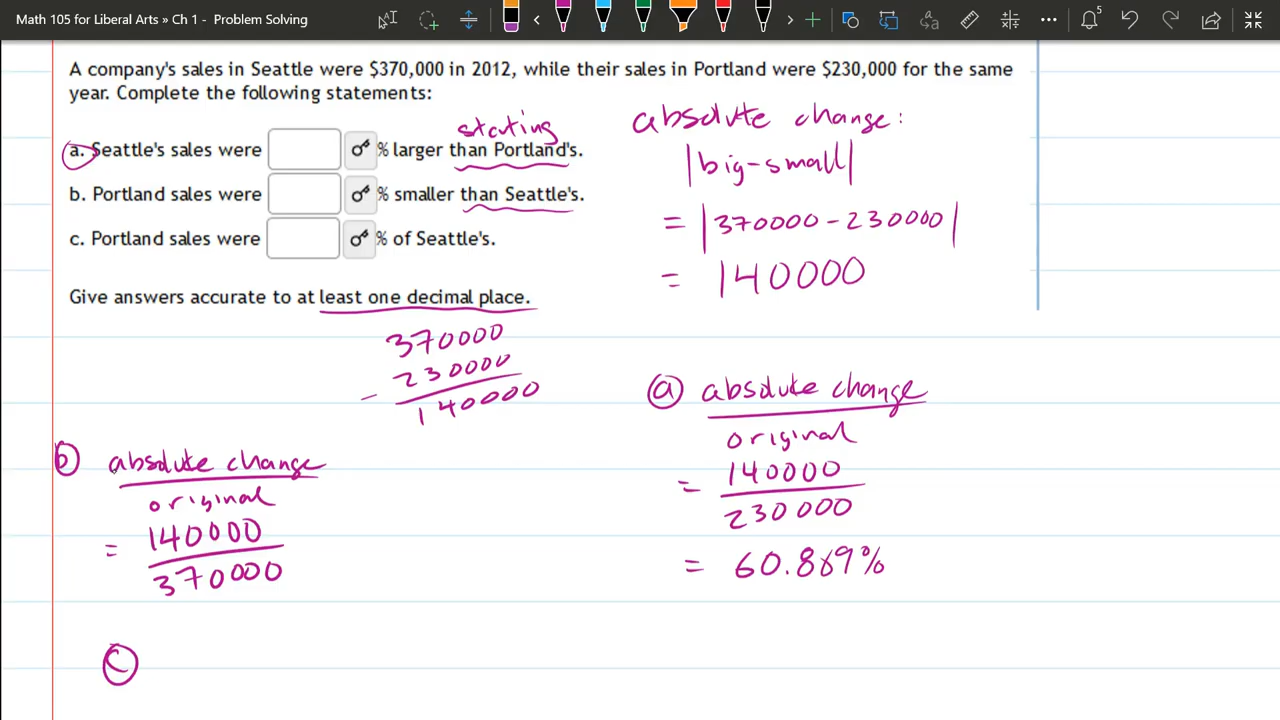 Math 105 for Liberal Arts » Ch 1 - Problem Solving
5
A company's sales in Seattle were $370,000 in 2012, while their sales in Portland were $230,000 for the same
year. Complete the following statements:
starting
a. Seattle's sales were % larger than Portland's.
b. Portland sales were % smaller than Seattle's.
c. Portland sales were % of Seattle's.
Give answers accurate to at least one decimal place.
absolute change:
|big-small|
= |370000-230000|
= 140000
370000
- 230000
140000
ⓐ absolute change
original
= 140000
230000
= 60.869%
ⓑ absolute change
original
= 140000
370000
ⓒ